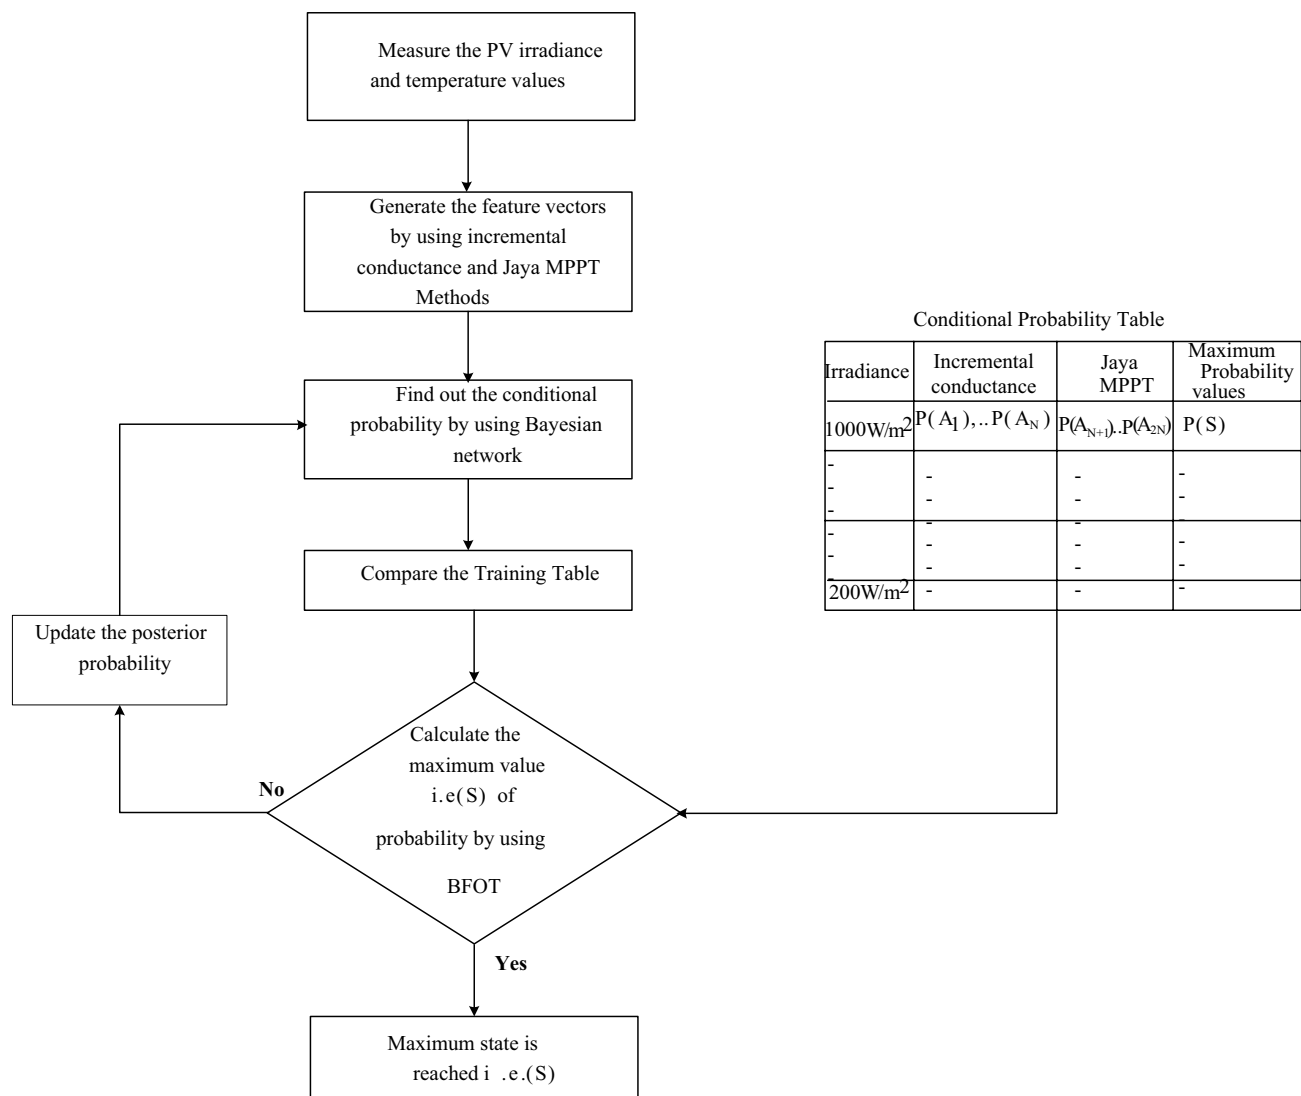 Measure the PV irradiance
and temperature values
Generate the feature vectors
by using incremental
conductance and Jaya MPPT
Methods
Find out the conditional
probability by using Bayesian
network
Compare the Training Table
Update the posterior
probability
Calculate the
maximum value
i.e(S) of
probability by using
BFOT
No
Yes
Maximum state is
reached i .e.(S)
Conditional Probability Table
Irradiance
Incremental
conductance
Jaya
MPPT
Maximum
Probability
values
1000W/m²
P(A1),..P(AN)
P(AN+1)..P(A2N)
P(S)
- - - -
- - - -
- - - -
- - - -
- - - -
- - - -
200W/m² - - -